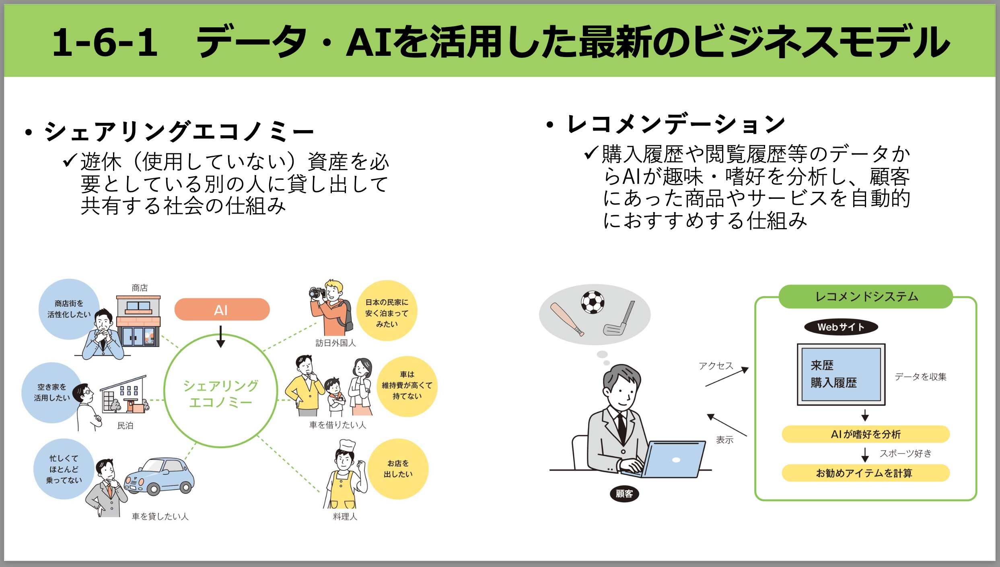 1-6-1　データ・AIを活用した最新のビジネスモデル
・シェアリングエコノミー
✓遊休（使用していない）資産を必
要としている別の人に貸し出して
共有する社会の仕組み
商店街を
活性化したい
商店
空き家を
活用したい
民泊
忙しくて
ほとんど
乗ってない
車を貸したい人
AI
シェアリング
エコノミー
訪日外国人
日本の民家に
安く泊まって
みたい
車を借りたい人
車は
維持費が高くて
持てない
料理人
お店を
出したい
・レコメンデーション
✓購入履歴や閲覧履歴等のデータか
らAIが趣味・嗜好を分析し、顧客
にあった商品やサービスを自動的
におすすめする仕組み
顧客
アクセス
表示
レコメンドシステム
Webサイト
来歴
購入履歴
データを収集
AIが嗜好を分析
スポーツ好き
お勧めアイテムを計算